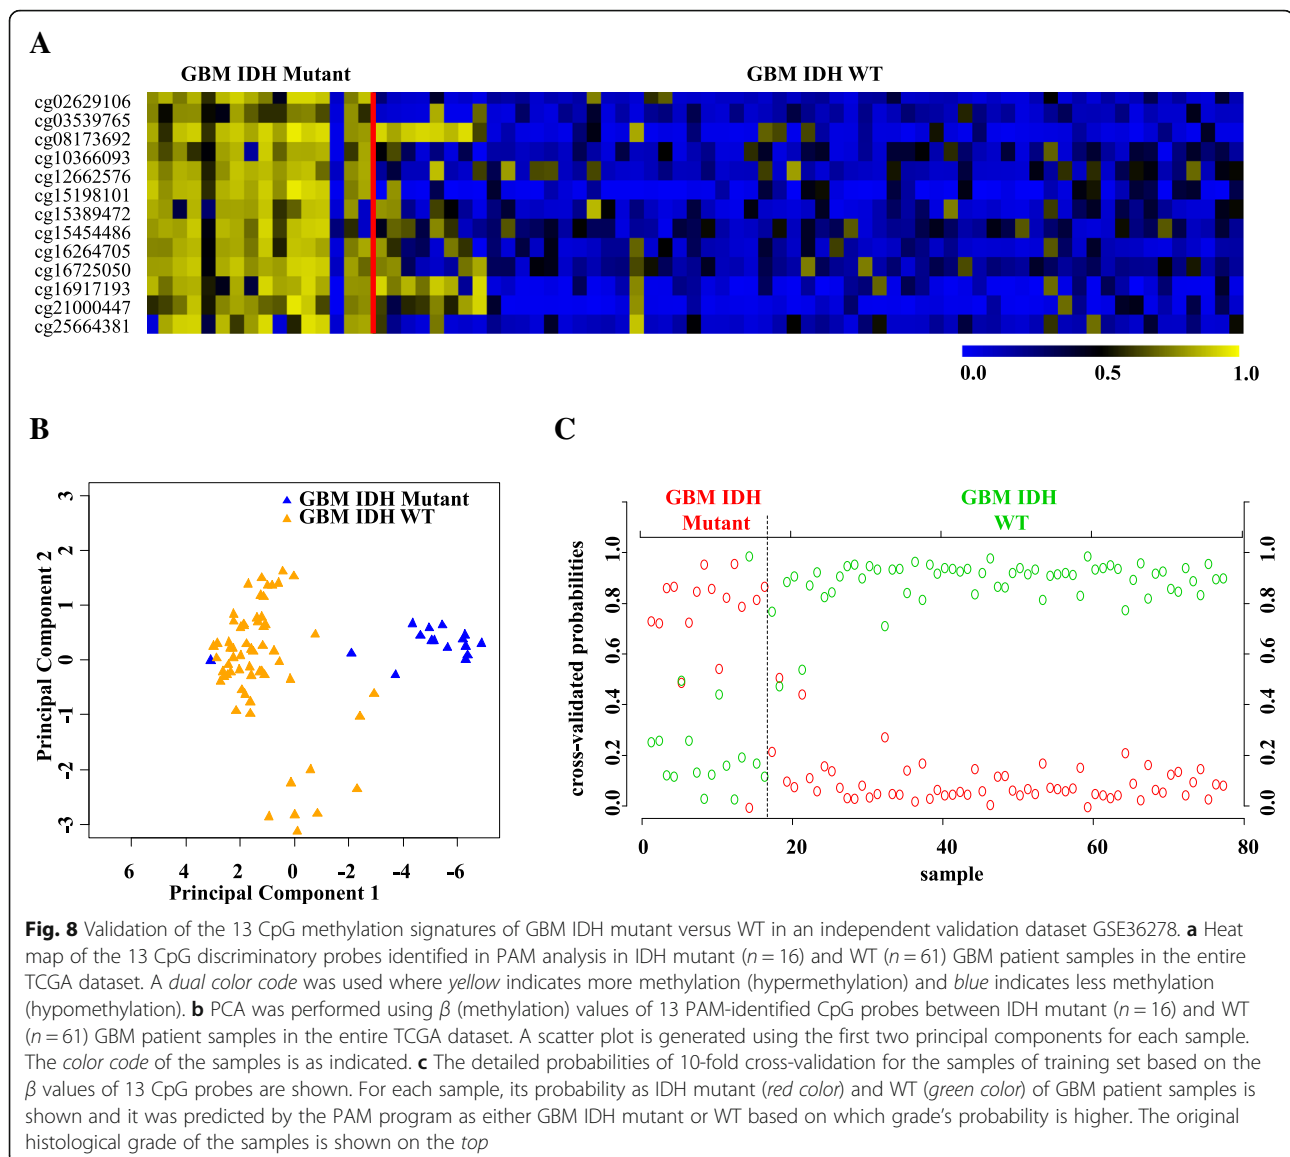 A
GBM IDH Mutant
GBM IDH WT
cg02629106
cg03539765
cg08173692
cg10366093
cg12662576
cg15198101
cg15389472
cg15454486
cg16264705
cg16725050
cg16917193
cg21000447
cg25664381
0.0 0.5 1.0
B
GBM IDH Mutant
GBM IDH WT
Principal Component 2
3
2
1
0
-1
-2
-3
6 4 2 0 -2 -4 -6
Principal Component 1
C
GBM IDH
Mutant
GBM IDH
WT
cross-validated probabilities
1.0
0.8
0.6
0.4
0.2
0.0
1.0
0.8
0.6
0.4
0.2
0.0
0 20 40 60 80
sample
Fig. 8 Validation of the 13 CpG methylation signatures of GBM IDH mutant versus WT in an independent validation dataset GSE36278. a Heat
map of the 13 CpG discriminatory probes identified in PAM analysis in IDH mutant (n = 16) and WT (n = 61) GBM patient samples in the entire
TCGA dataset. A dual color code was used where yellow indicates more methylation (hypermethylation) and blue indicates less methylation
(hypomethylation). b PCA was performed using β (methylation) values of 13 PAM-identified CpG probes between IDH mutant (n = 16) and WT
(n = 61) GBM patient samples in the entire TCGA dataset. A scatter plot is generated using the first two principal components for each sample.
The color code of the samples is as indicated. c The detailed probabilities of 10-fold cross-validation for the samples of training set based on the
β values of 13 CpG probes are shown. For each sample, its probability as IDH mutant (red color) and WT (green color) of GBM patient samples is
shown and it was predicted by the PAM program as either GBM IDH mutant or WT based on which grade's probability is higher. The original
histological grade of the samples is shown on the top